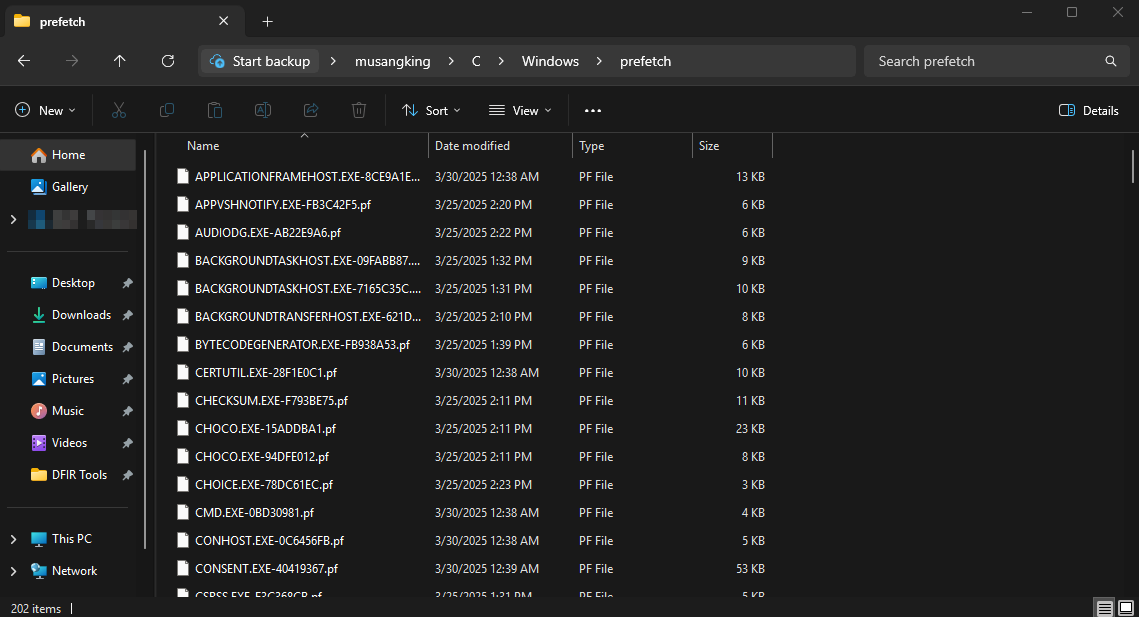 prefetch
Start backup > musangking > C > Windows > prefetch
Search prefetch
New
Sort
View
Details
Home
Gallery
Desktop
Downloads
Documents
Pictures
Music
Videos
DFIR Tools
This PC
Network
Name Date modified Type Size
APPLICATIONFRAMEHOST.EXE-8CE9A1E... 3/30/2025 12:38 AM PF File 13 KB
APPVSHNOTIFY.EXE-FB3C42F5.pf 3/25/2025 2:20 PM PF File 6 KB
AUDIODG.EXE-AB22E9A6.pf 3/25/2025 2:22 PM PF File 6 KB
BACKGROUNDTASKHOST.EXE-09FABB87.... 3/25/2025 1:32 PM PF File 9 KB
BACKGROUNDTASKHOST.EXE-7165C35C.... 3/25/2025 1:31 PM PF File 10 KB
BACKGROUNDTRANSFERHOST.EXE-621D... 3/25/2025 2:10 PM PF File 8 KB
BYTECODEGENERATOR.EXE-FB938A53.pf 3/25/2025 1:39 PM PF File 6 KB
CERTUTIL.EXE-28F1E0C1.pf 3/30/2025 12:38 AM PF File 10 KB
CHECKSUM.EXE-F793BE75.pf 3/25/2025 2:11 PM PF File 11 KB
CHOCO.EXE-15ADDBA1.pf 3/25/2025 2:11 PM PF File 23 KB
CHOCO.EXE-94DFE012.pf 3/25/2025 2:11 PM PF File 8 KB
CHOICE.EXE-78DC61EC.pf 3/25/2025 2:23 PM PF File 3 KB
CMD.EXE-0BD30981.pf 3/30/2025 12:38 AM PF File 4 KB
CONHOST.EXE-0C6456FB.pf 3/30/2025 12:38 AM PF File 5 KB
CONSENT.EXE-40419367.pf 3/30/2025 12:39 AM PF File 53 KB
3/25/2025 1:31 PM PF File 5 KB
202 items